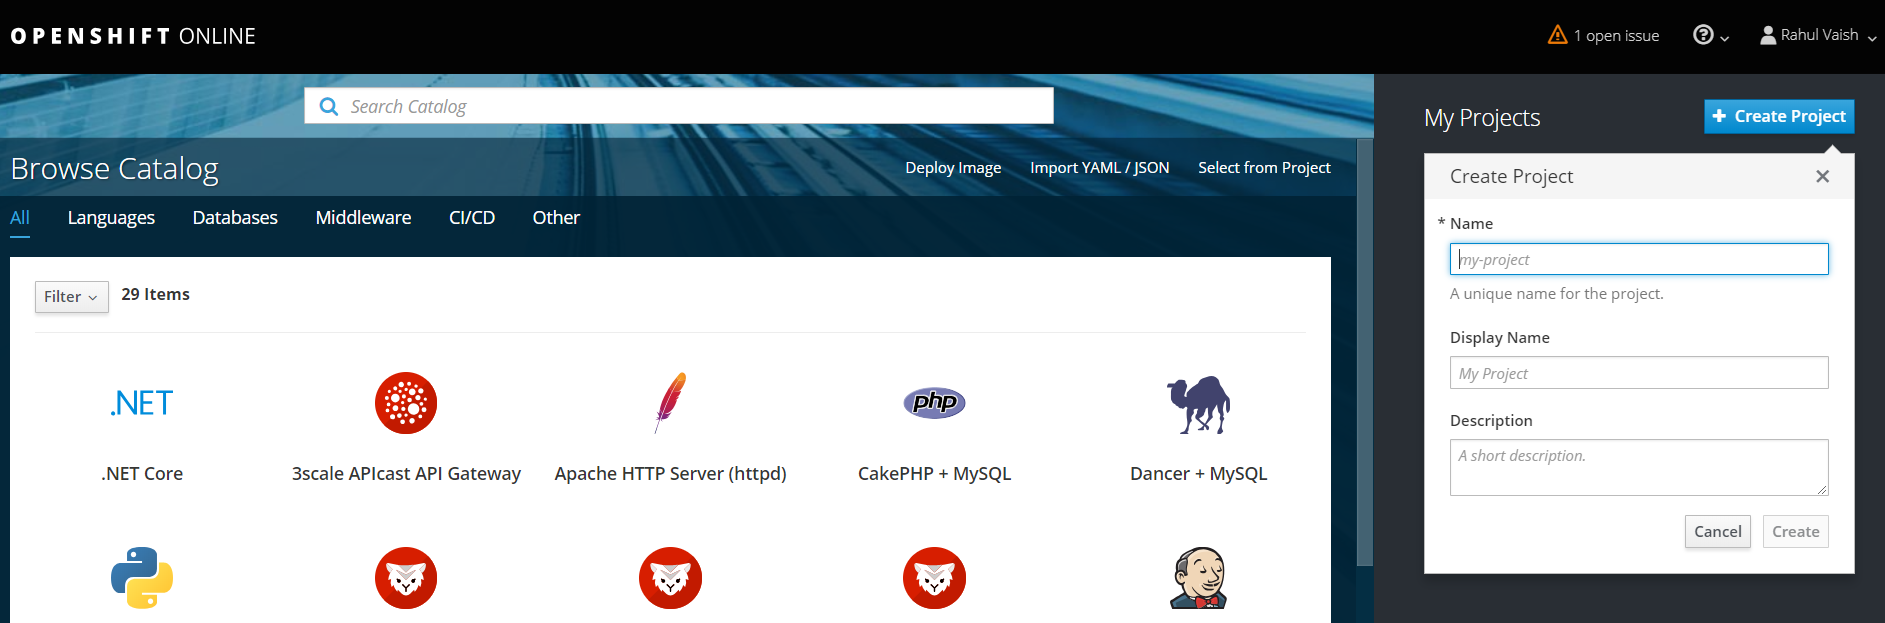 OPENSHIFT ONLINE
1 open issue
Rahul Vaish
Search Catalog
My Projects
Create Project
Browse Catalog
Deploy Image
Import YAML / JSON
Select from Project
All
Languages
Databases
Middleware
CI/CD
Other
Filter
29 Items
.NET
php
.NET Core
3scale APIcast API Gateway
Apache HTTP Server (httpd)
CakePHP + MySQL
Dancer + MySQL
Create Project
* Name
my-project
A unique name for the project.
Display Name
My Project
Description
A short description.
Cancel
Create